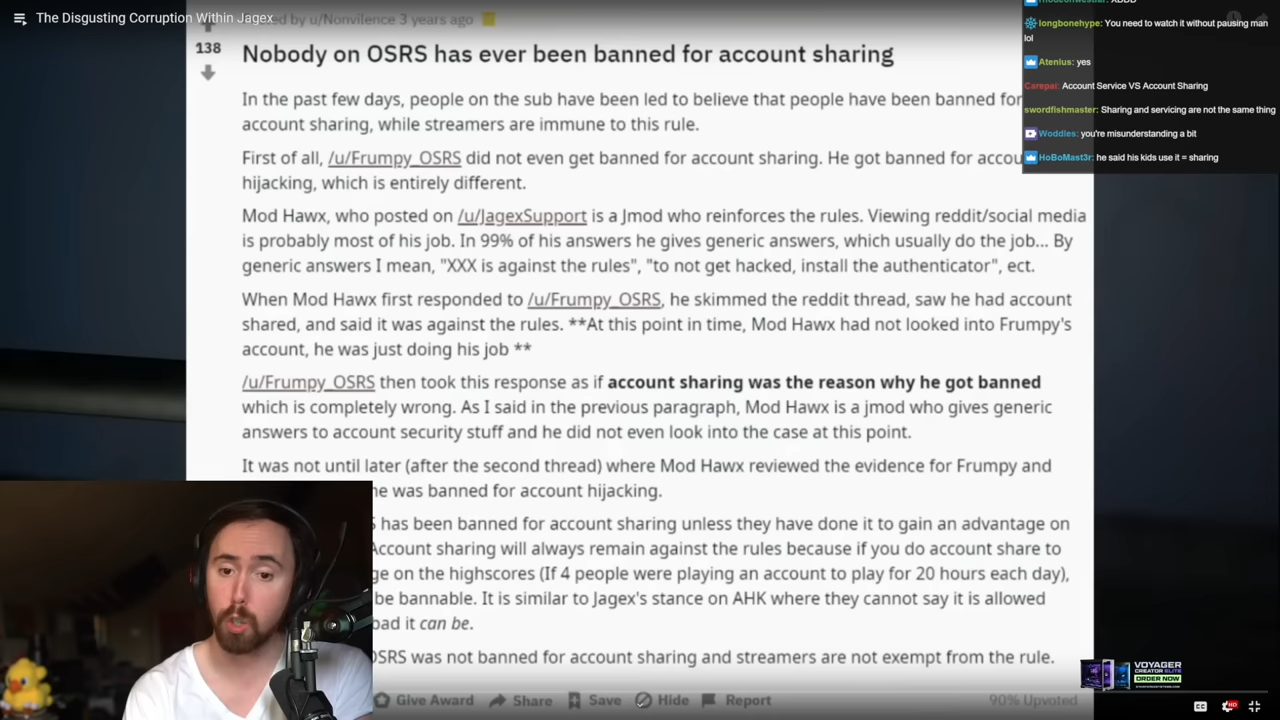 The Disgusting Corruption Within Jagex
ed by u/Nonvilence 3 years ago
138
Nobody on OSRS has ever been banned for account sharing
In the past few days, people on the sub have been led to believe that people have been banned for
account sharing, while streamers are immune to this rule.
First of all, /u/Frumpy_OSRS did not even get banned for account sharing. He got banned for accou
hijacking, which is entirely different.
Mod Hawx, who posted on /u/JagexSupport is a Jmod who reinforces the rules. Viewing reddit/social media
is probably most of his job. In 99% of his answers he gives generic answers, which usually do the job... By
generic answers I mean, "XXX is against the rules", "to not get hacked, install the authenticator", ect.
When Mod Hawx first responded to /u/Frumpy_OSRS, he skimmed the reddit thread, saw he had account
shared, and said it was against the rules. **At this point in time, Mod Hawx had not looked into Frumpy's
account, he was just doing his job **
/u/Frumpy_OSRS then took this response as if account sharing was the reason why he got banned
which is completely wrong. As I said in the previous paragraph, Mod Hawx is a jmod who gives generic
answers to account security stuff and he did not even look into the case at this point.
It was not until later (after the second thread) where Mod Hawx reviewed the evidence for Frumpy and
he was banned for account hijacking.
S has been banned for account sharing unless they have done it to gain an advantage on
Account sharing will always remain against the rules because if you do account share to
ge on the highscores (If 4 people were playing an account to play for 20 hours each day),
be bannable. It is similar to Jagex's stance on AHK where they cannot say it is allowed
bad it can be.
OSRS was not banned for account sharing and streamers are not exempt from the rule.
Give Award
Share
Save
Hide
Report
90% Upvoted
longbonehype: You need to watch it without pausing man
lol
Atenius: yes
Carepai: Account Service VS Account Sharing
swordfishmaster: Sharing and servicing are not the same thing
Woddles: you're misunderstanding a bit
HoBoMast3r: he said his kids use it = sharing
VOYAGER
CREATOR ELITE
ORDER NOW
CC
HD